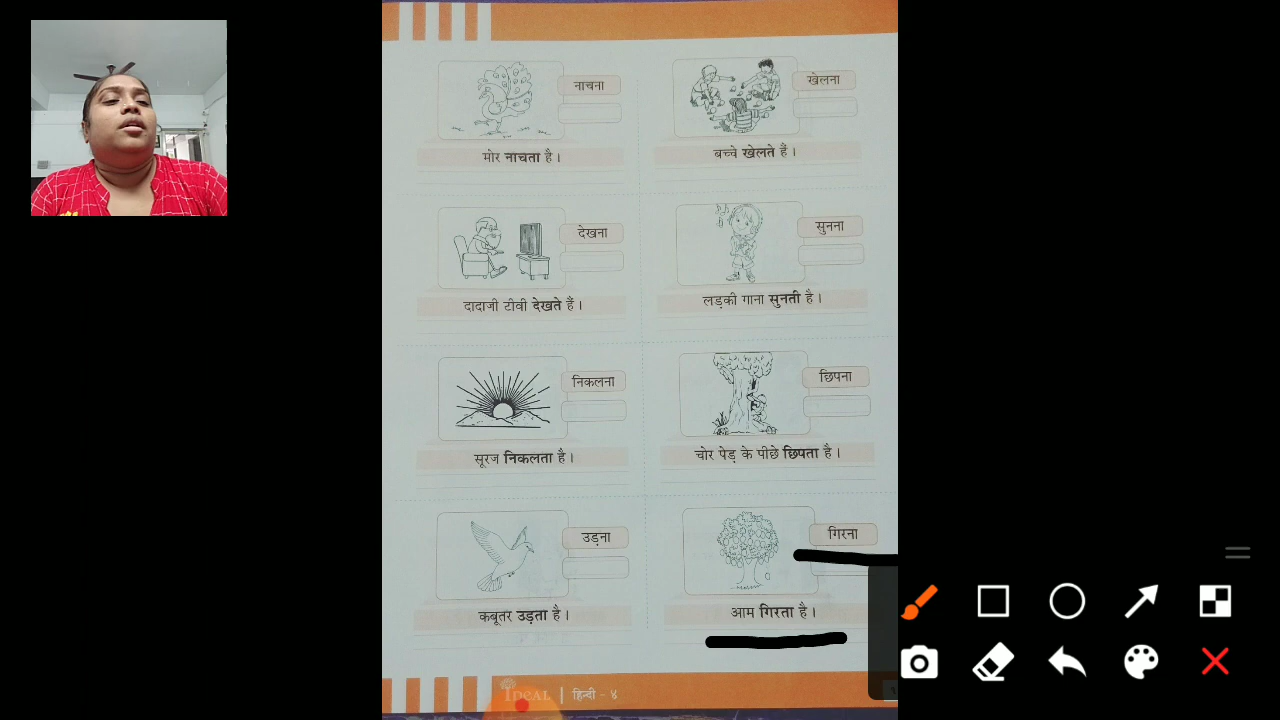 नाचना
मोर नाचता है।
खेलना
बच्चे खेलते हैं।
देखना
दादाजी टीवी देखते हैं।
सुनना
लड़की गाना सुनती है।
निकलना
सूरज निकलता है।
छिपना
चोर पेड़ के पीछे छिपता है।
उड़ना
कबूतर उड़ता है।
गिरना
आम गिरता है।
IDEAL | हिन्दी - ४